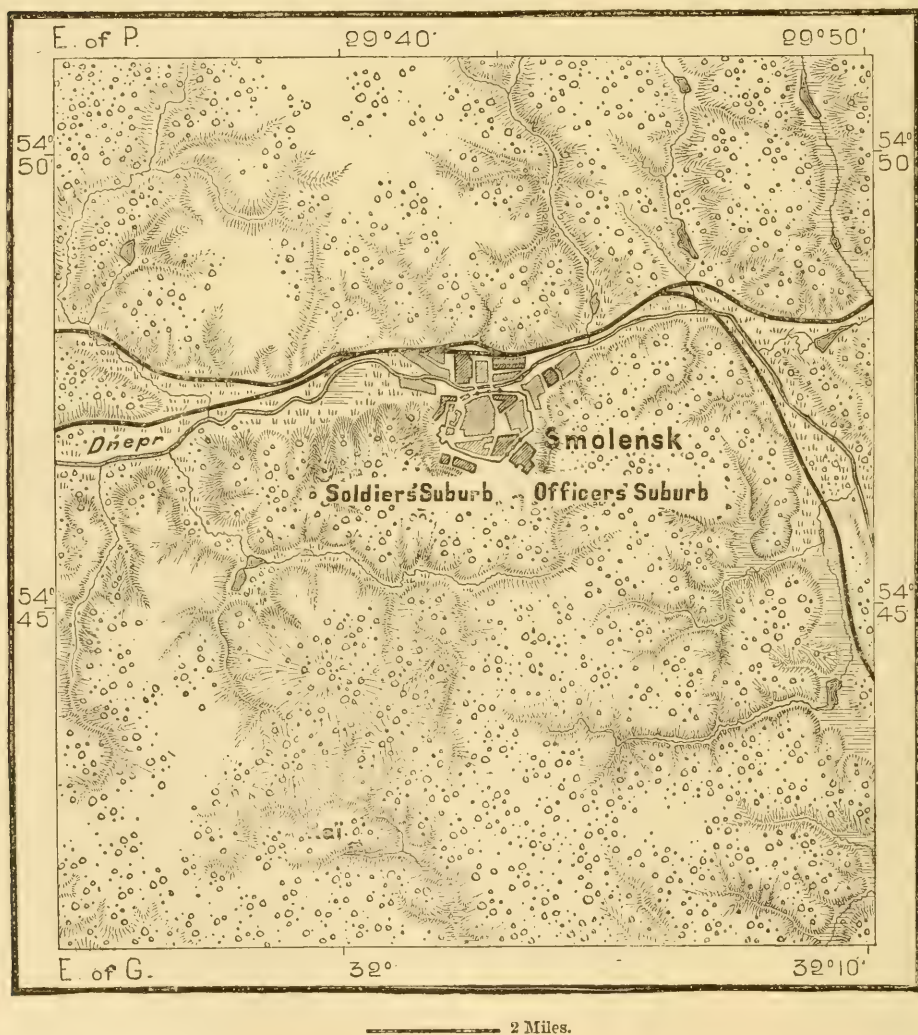 E. of P. 29°40' 29°50'
54° 54°
50' 50'
Dnepr
Smolensk
Soldiers' Suburb Officers' Suburb
54° 54°
45' 45'
E. of G. 32° 32°10'
2 Miles.